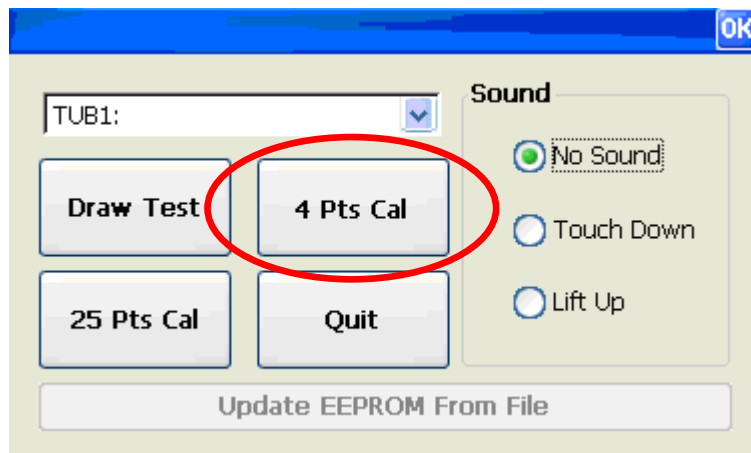 OK
TUB1:
Sound
No Sound
Draw Test
4 Pts Cal
Touch Down
25 Pts Cal
Quit
Lift Up
Update EEPROM From File